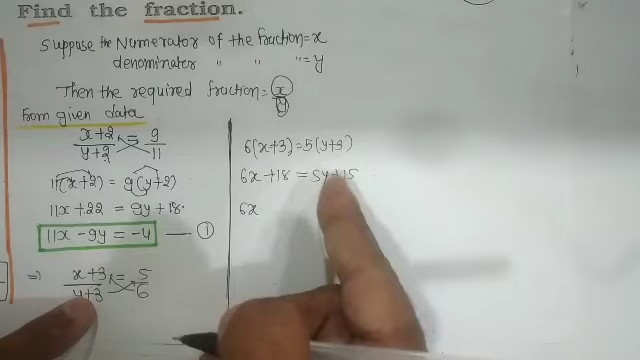 Find the fraction.
Suppose the Numerator of the fraction = x
denominater " " " = y
Then the required fraction = x/y
From given data
x+2/y+2 = 9/11
11(x+2) = 9(y+2)
11x+22 = 9y+18
11x - 9y = -4 — ①
⇒ x+3/y+3 = 5/6
6(x+3) = 5(y+3)
6x+18 = 5y+15
6x